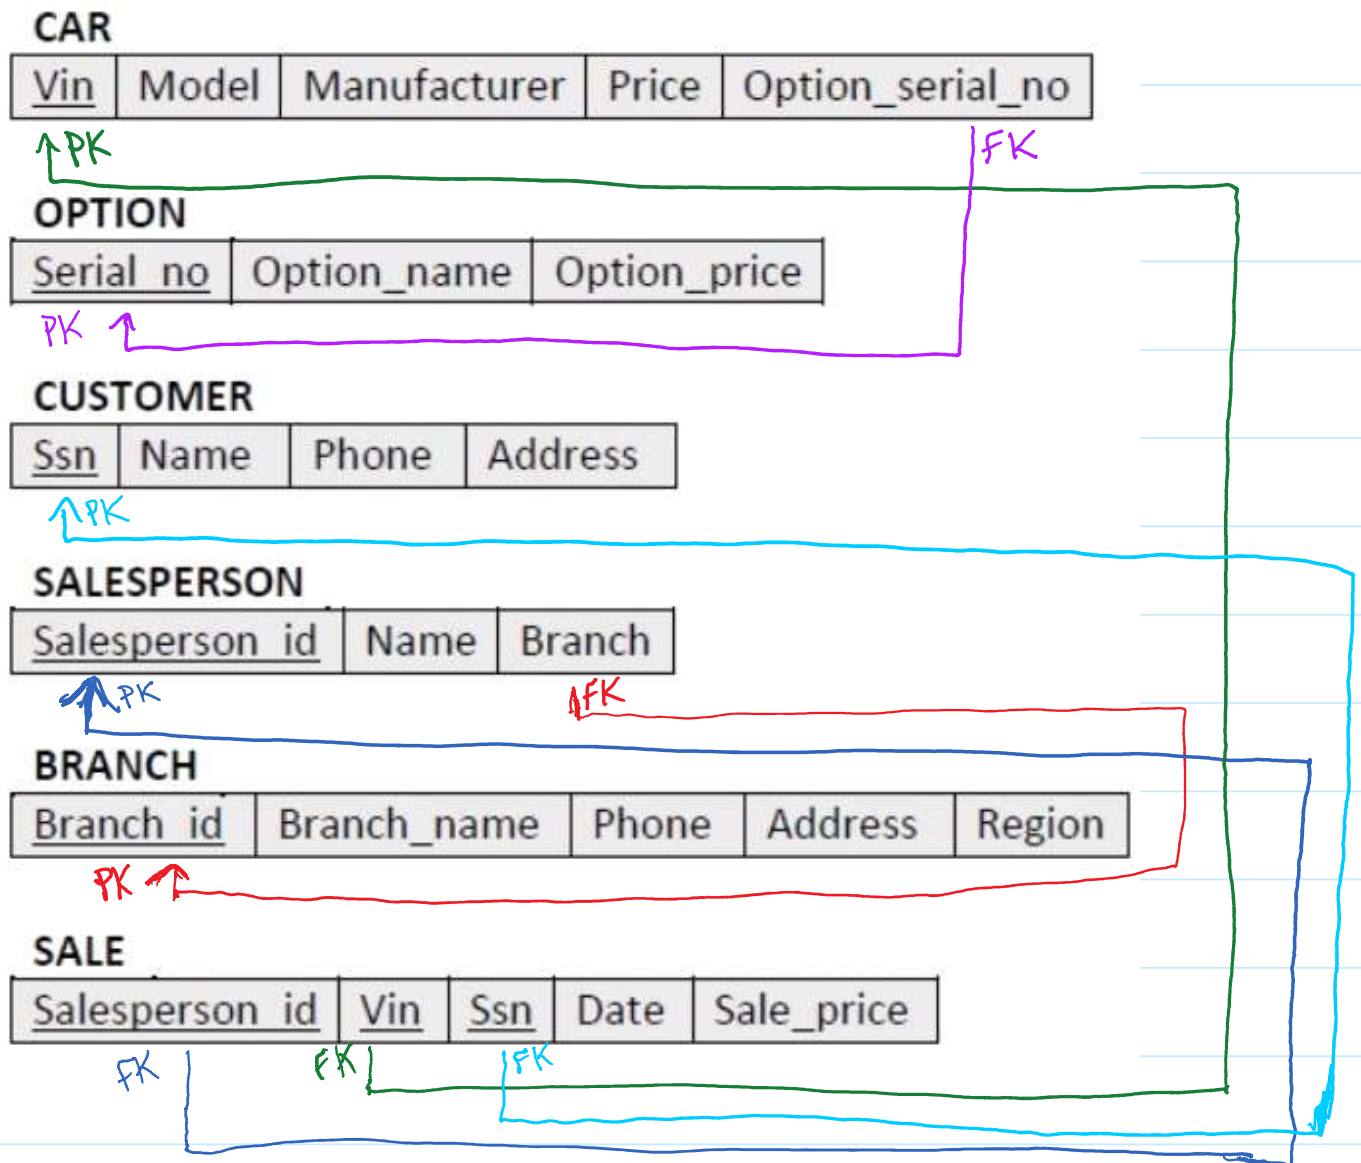 CAR
Vin Model Manufacturer Price Option_serial_no
PK FK
OPTION
Serial_no Option_name Option_price
PK
CUSTOMER
Ssn Name Phone Address
PK
SALESPERSON
Salesperson_id Name Branch
PK FK
BRANCH
Branch_id Branch_name Phone Address Region
PK
SALE
Salesperson_id Vin Ssn Date Sale_price
FK FK FK